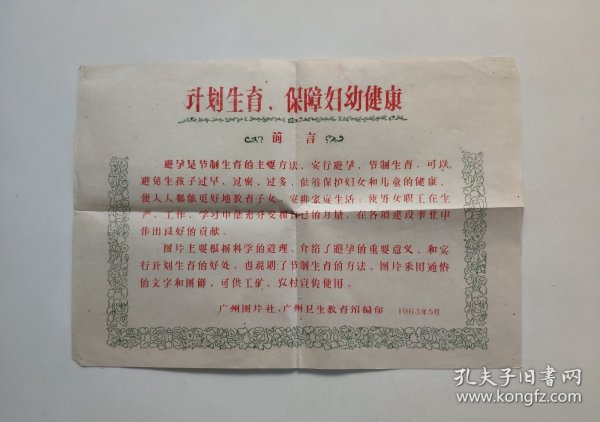 计划生育，保障妇幼健康
前言
避孕是节制生育的主要方法，实行避孕，节制生育，可以
避免生孩子过早、过密、过多，能够保护妇女和儿童的健康，
使人人都能更好地教育子女，安排家庭生活；使男女职工在生
产、工作、学习中能充分发挥自己的力量，在各项建设事业中
作出良好的贡献。
图片主要根据科学的道理，介绍了避孕的重要意义，和实
行计划生育的好处，也说明了节制生育的方法。图片采用通俗
的文字和图解，可供工矿、农村宣传使用。
广州图片社、广州卫生教育馆编印 1963年5月
孔夫子旧书网
www.kongfz.com